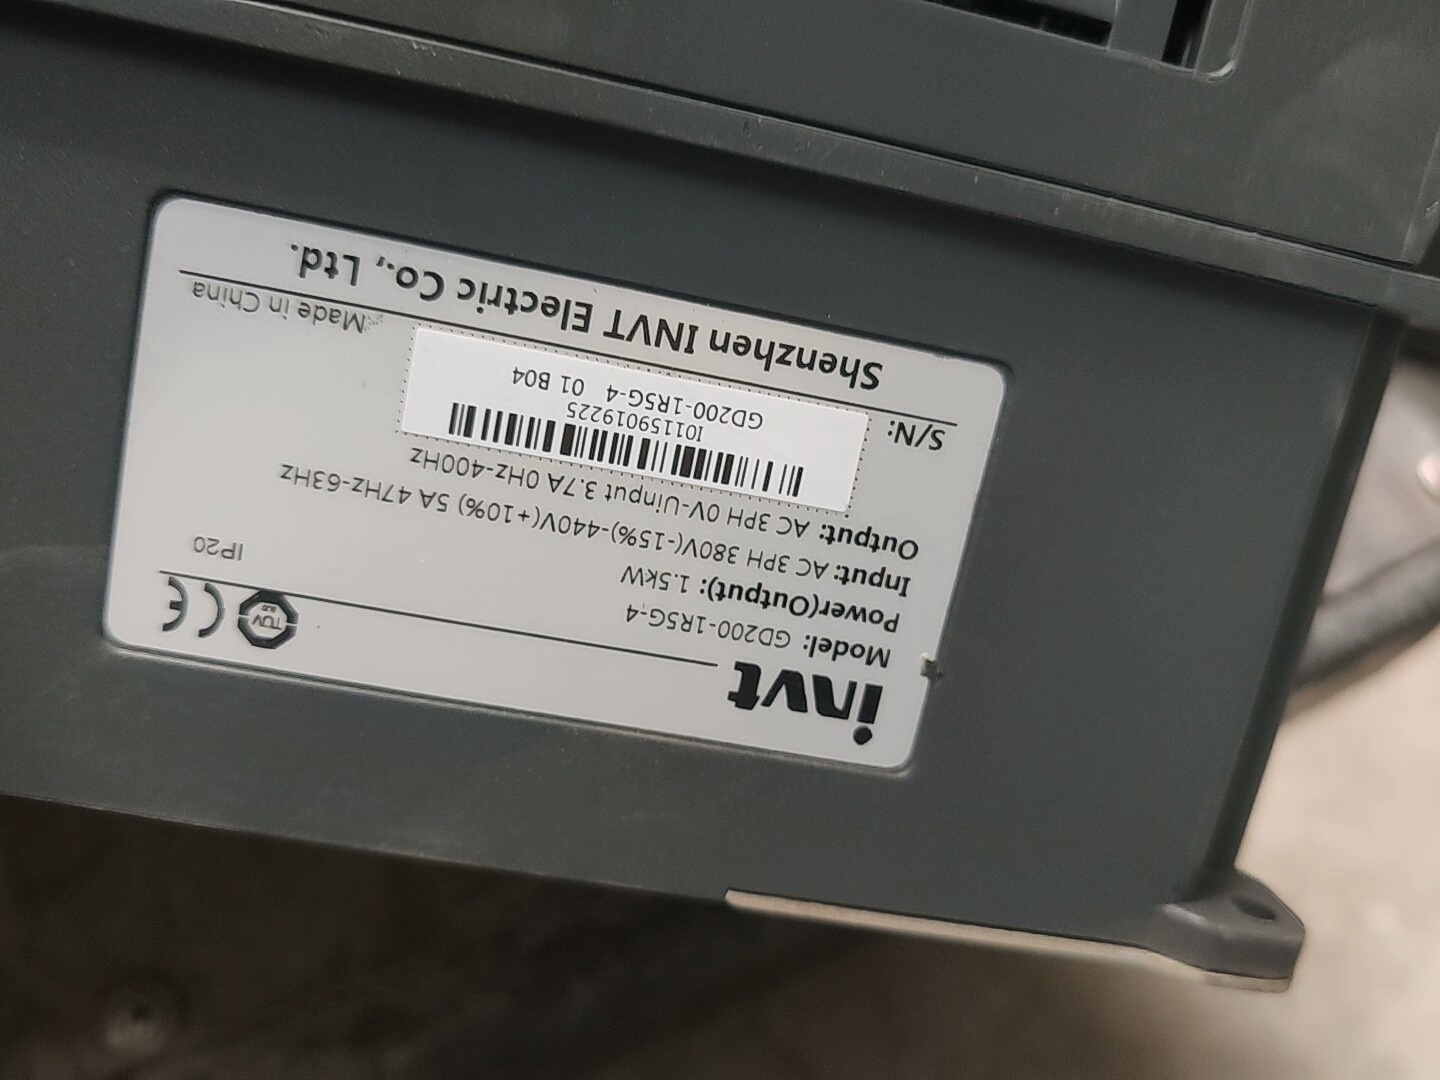 invt
CE
TÜV
Model: GD200-1R5G-4
IP20
Power(Output): 1.5kW
Input: AC 3PH 380V(-15%)-440V(+10%) 5A 47Hz-63Hz
Output: AC 3PH 0V-Uinput 3.7A 0Hz-400Hz
S/N:
I01159019225
GD200-1R5G-4 01 B04
Made in China
Shenzhen INVT Electric Co., Ltd.